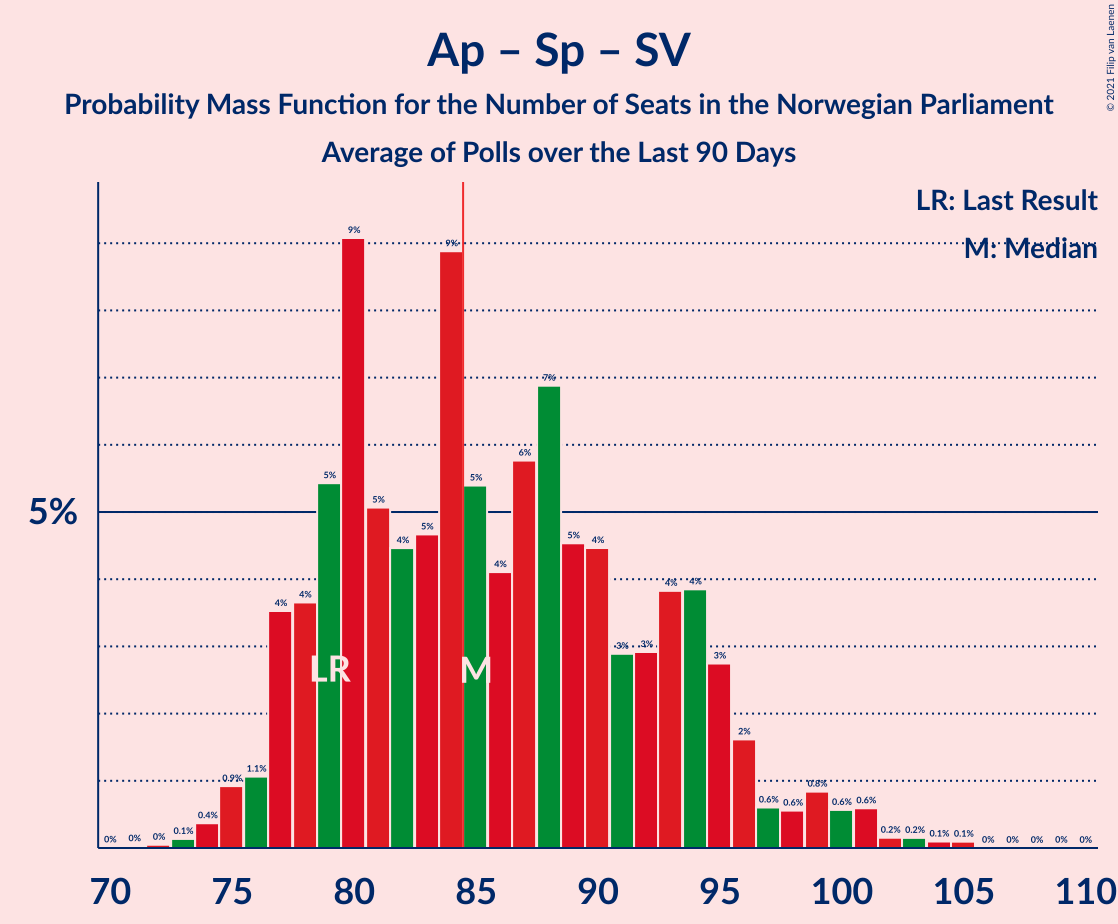 Ap – Sp – SV
Probability Mass Function for the Number of Seats in the Norwegian Parliament
Average of Polls over the Last 90 Days
© 2021 Filip van Laenen
LR: Last Result
M: Median
5%
0% 0% 0% 0.1% 0.4% 0.9% 1.1% 4% 4% 5% 9% 5% 4% 5% 9% 5% 4% 6% 7% 5% 4% 3% 3% 4% 4% 3% 2% 0.6% 0.6% 0.8% 0.6% 0.6% 0.2% 0.2% 0.1% 0.1% 0% 0% 0% 0% 0%
LR M
70 75 80 85 90 95 100 105 110